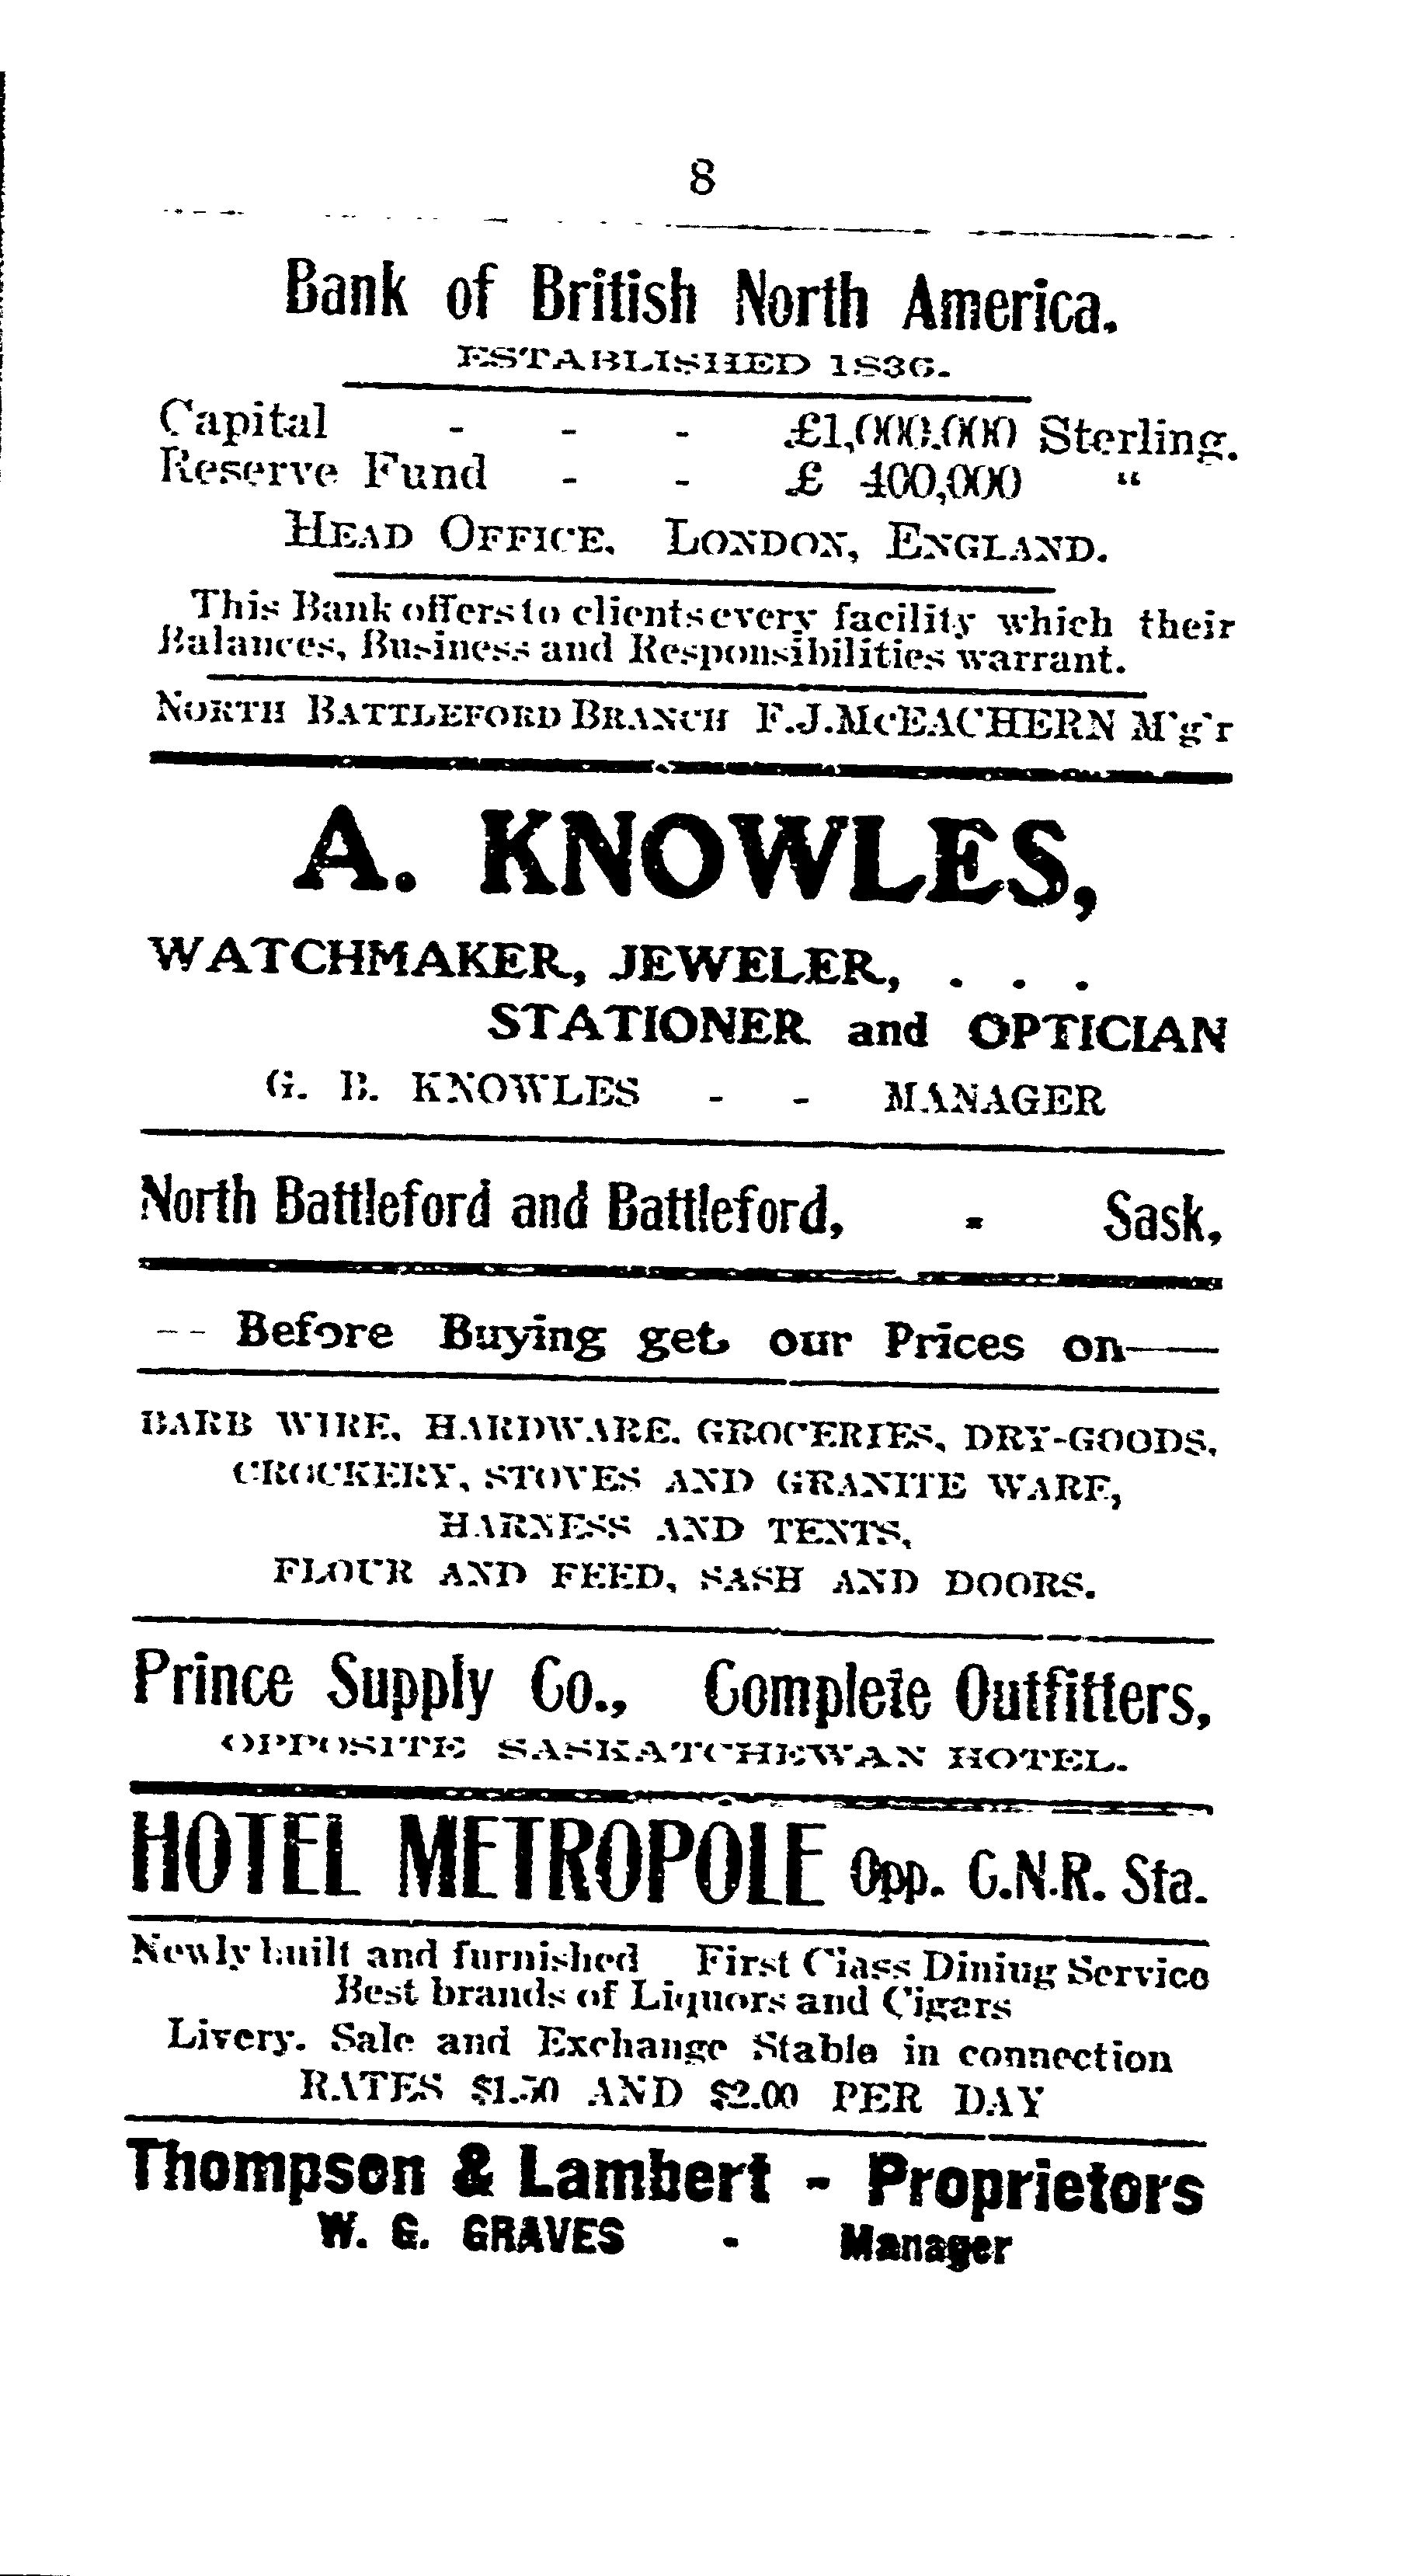 8
Bank of British North America.
ESTABLISHED 1836.
Capital - - - £1,000.000 Sterling.
Reserve Fund - - £ 400,000 "
HEAD OFFICE, LONDON, ENGLAND.
This Bank offers to clients every facility which their
Balances, Business and Responsibilities warrant.
NORTH BATTLEFORD BRANCH F.J.McEACHERN M'g'r
A. KNOWLES,
WATCHMAKER, JEWELER, . . .
STATIONER and OPTICIAN
G. B. KNOWLES - - MANAGER
North Battleford and Battleford, - Sask,
-- Before Buying get our Prices on——
BARB WIRE, HARDWARE. GROCERIES, DRY-GOODS,
CROCKERY, STOVES AND GRANITE WARE,
HARNESS AND TENTS,
FLOUR AND FEED, SASH AND DOORS.
Prince Supply Co., Complete Outfitters,
OPPOSITE SASKATCHEWAN HOTEL.
HOTEL METROPOLE Opp. C.N.R. Sta.
Newly built and furnished First Class Dining Service
Best brands of Liquors and Cigars
Livery. Sale and Exchange Stable in connection
RATES $1.50 AND $2.00 PER DAY
Thompson & Lambert - Proprietors
W. G. GRAVES - Manager